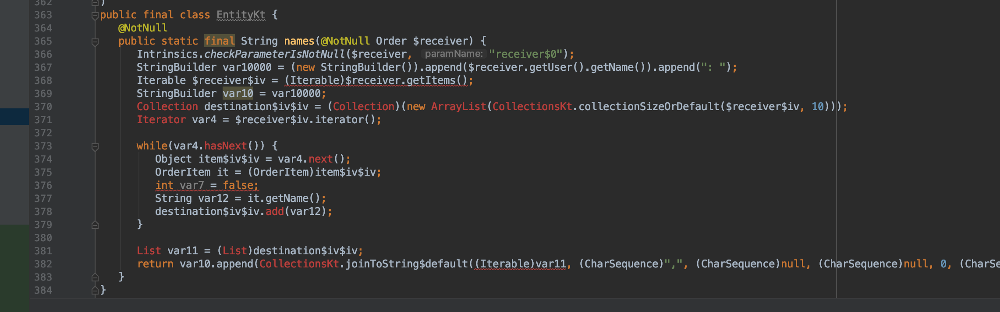 362 }
363 public final class EntityKt {
364 @NotNull
365 public static final String names(@NotNull Order $receiver) {
366 Intrinsics.checkParameterIsNotNull($receiver, paramName: "receiver$0");
367 StringBuilder var10000 = (new StringBuilder()).append($receiver.getUser().getName()).append(": ");
368 Iterable $receiver$iv = (Iterable)$receiver.getItems();
369 StringBuilder var10 = var10000;
370 Collection destination$iv$iv = (Collection)(new ArrayList(CollectionsKt.collectionSizeOrDefault($receiver$iv, 10)));
371 Iterator var4 = $receiver$iv.iterator();
372
373 while(var4.hasNext()) {
374 Object item$iv$iv = var4.next();
375 OrderItem it = (OrderItem)item$iv$iv;
376 int var7 = false;
377 String var12 = it.getName();
378 destination$iv$iv.add(var12);
379 }
380
381 List var11 = (List)destination$iv$iv;
382 return var10.append(CollectionsKt.joinToString$default((Iterable)var11, (CharSequence)",", (CharSequence)null, (CharSequence)null, 0, (CharSe
383 }
384 }